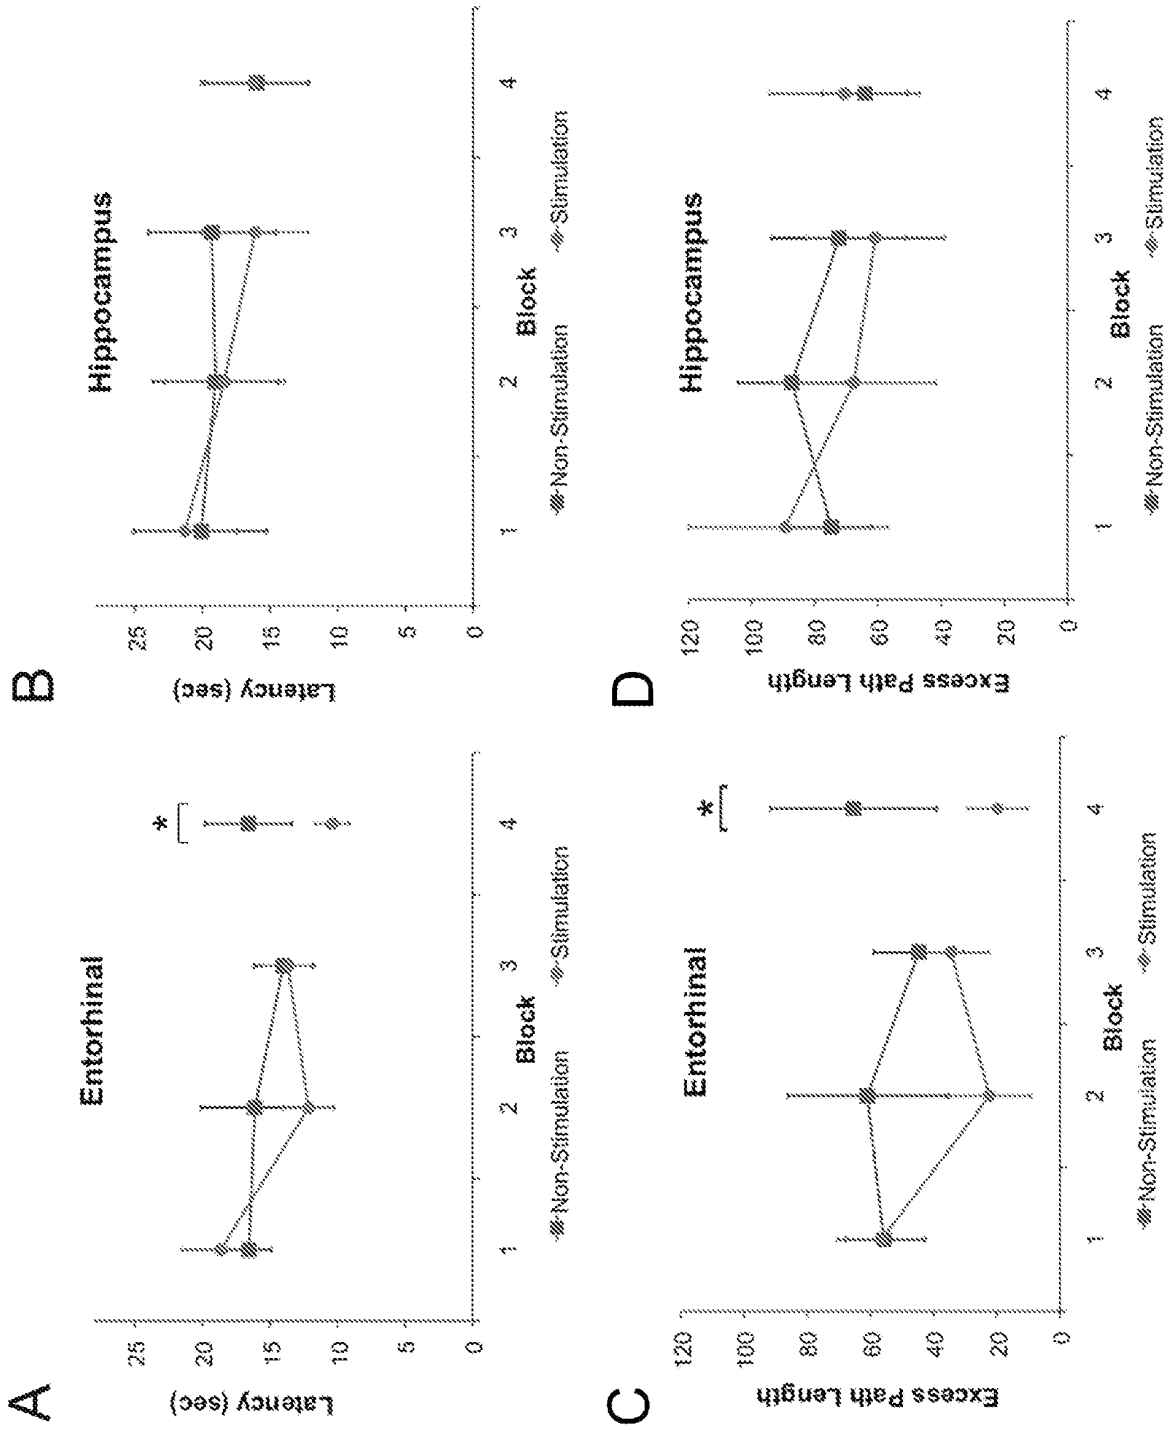 A
Entorhinal
Latency (sec)
25
20
15
10
0
*
1 2 3 4
Block
Non-Stimulation Stimulation
B
Hippocampus
Latency (sec)
25
20
15
10
5
0
1 2 3 4
Block
Non-Stimulation Stimulation
C
Entorhinal
Excess Path Length
120
100
80
60
40
20
0
*
1 2 3 4
Block
Non-Stimulation Stimulation
D
Hippocampus
Excess Path Length
120
100
80
60
40
20
0
1 2 3 4
Block
Non-Stimulation Stimulation